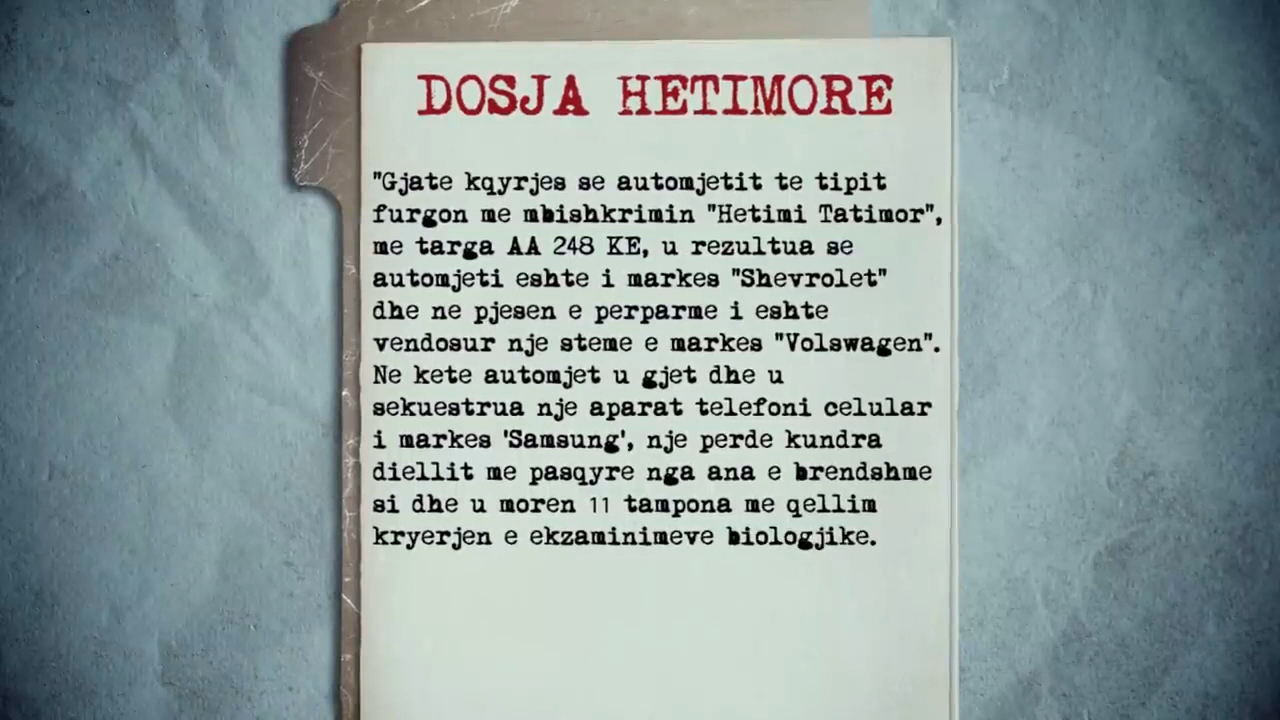 DOSJA HETIMORE
"Gjate kqyrjes se automjetit te tipit
furgon me mbishkrimin "Hetimi Tatimor",
me targa AA 248 KE, u rezultua se
automjeti eshte i markes "Shevrolet"
dhe ne pjesen e perparme i eshte
vendosur nje steme e markes "Volswagen".
Ne kete automjet u gjet dhe u
sekuestrua nje aparat telefoni celular
i markes 'Samsung', nje perde kundra
diellit me pasqyre nga ana e brendshme
si dhe u moren 11 tampona me qellim
kryerjen e ekzaminimeve biologjike.